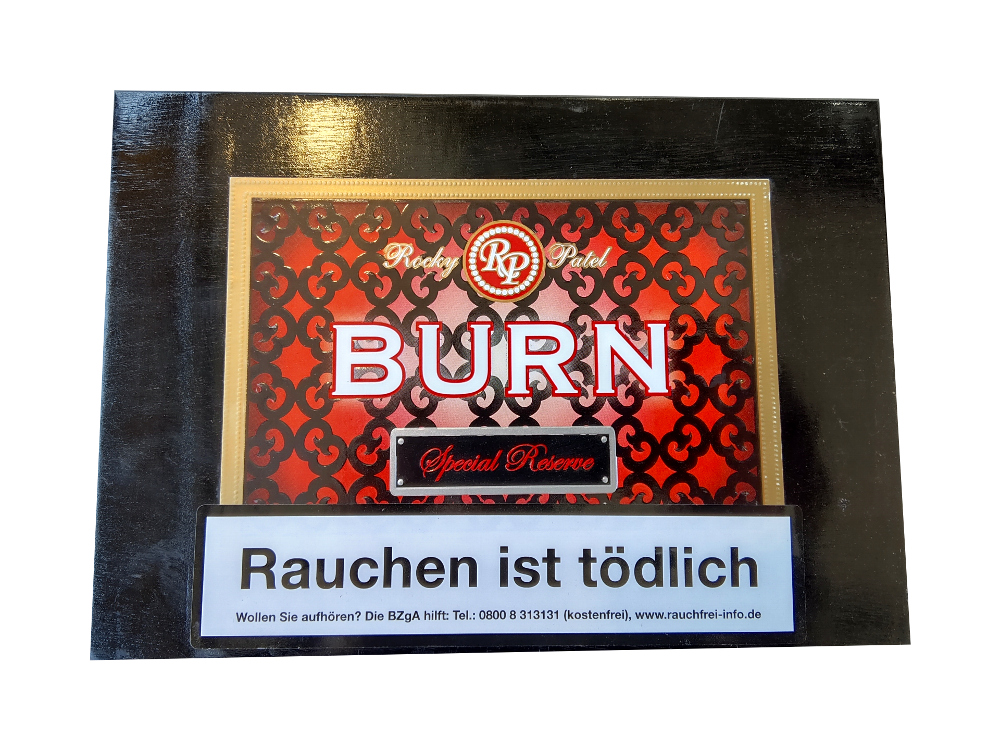 Rocky RP Patel
BURN
Special Reserve
Rauchen ist tödlich
Wollen Sie aufhören? Die BZgA hilft: Tel.: 0800 8 313131 (kostenfrei), www.rauchfrei-info.de